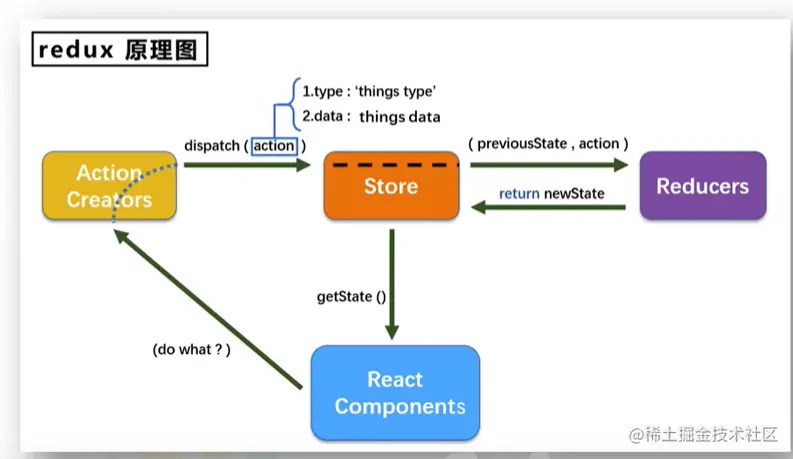 redux 原理图
1.type : ‘things type’
2.data : things data
dispatch ( action )
( previousState , action )
Action
Creators
Store
Reducers
return newState
getState ()
(do what ? )
React
Components
@稀土掘金技术社区